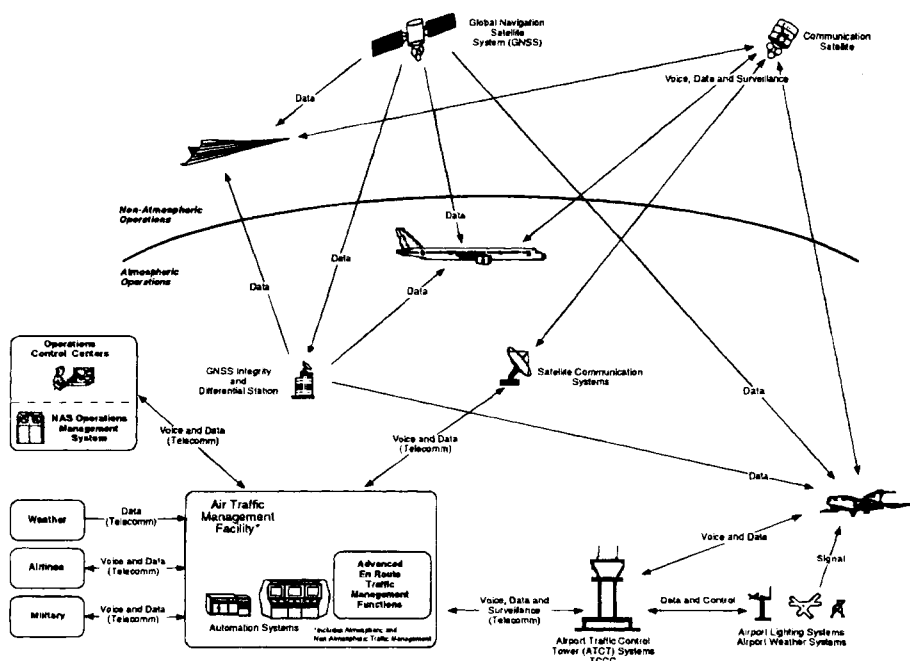 Global Navigation
Satellite
System (GNSS)
Communication
Satellite
Voice, Data and Surveillance
Data
Non-Atmospheric
Operations
Data
Atmospheric
Operations
Data
Data
Data
Operations
Control Centers
GNSS Integrity
and
Differential Station
Satellite Communication
Systems
Data
NAS Operations
Management
System
Voice and Data
(Telecomm)
Voice and Data
(Telecomm)
Data
Weather
Data
(Telecomm)
Air Traffic
Management
Facility*
Voice and Data
Signal
Airlines
Voice and Data
(Telecomm)
Advanced
En Route
Traffic
Management
Functions
Military
Voice and Data
(Telecomm)
Automation Systems
*Includes Atmospheric and
Non Atmospheric Traffic Management
Voice, Data and
Surveillance
(Telecomm)
Data and Control
Airport Traffic Control
Tower (ATCT) Systems
Airport Lighting Systems
Airport Weather Systems